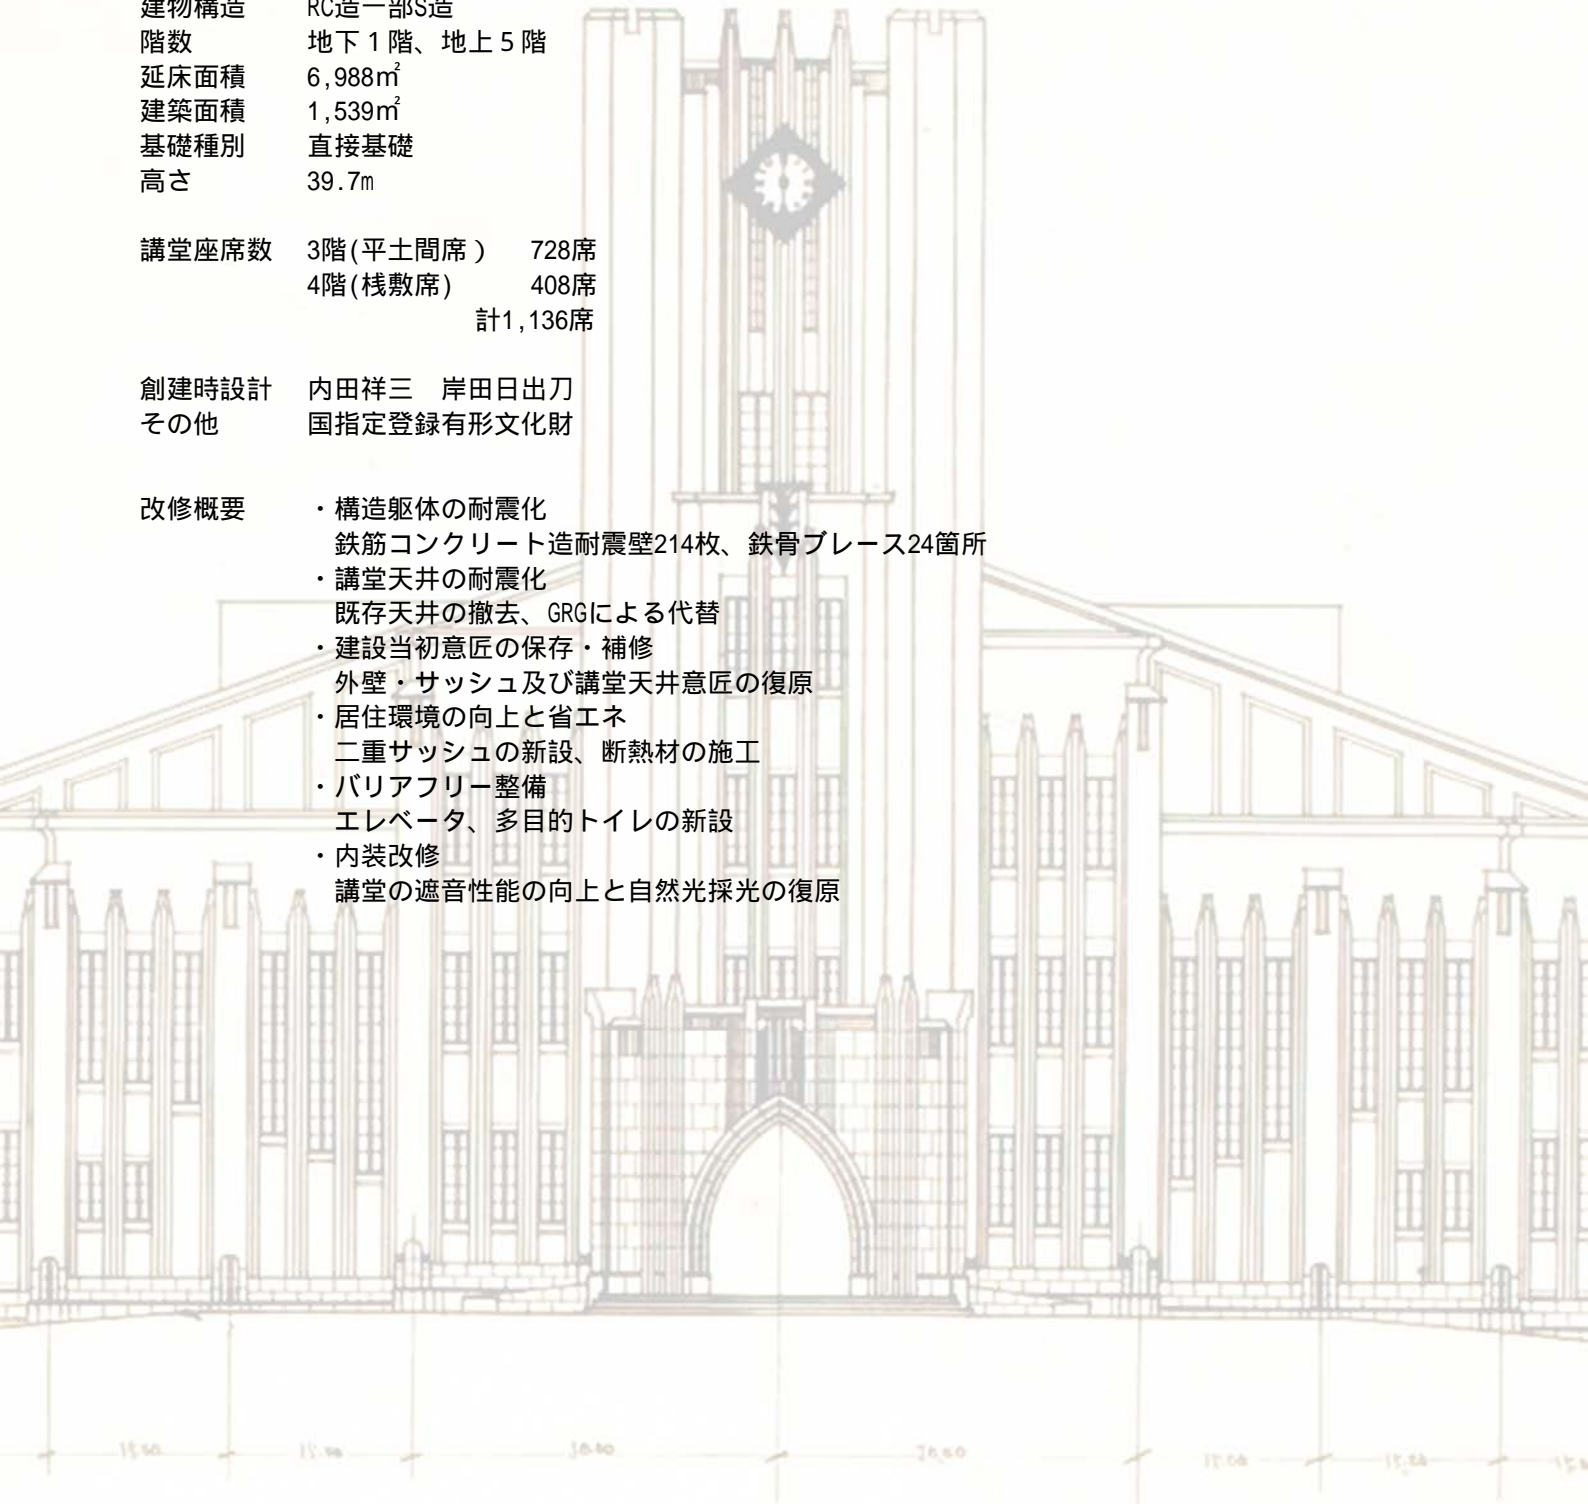 建物構造 RC造一部S造
階数 地下１階、地上５階
延床面積 6,988㎡
建築面積 1,539㎡
基礎種別 直接基礎
高さ 39.7m
講堂座席数 3階(平土間席） 728席
4階(桟敷席) 408席
計1,136席
創建時設計 内田祥三　岸田日出刀
その他 国指定登録有形文化財
改修概要 ・構造躯体の耐震化
鉄筋コンクリート造耐震壁214枚、鉄骨ブレース24箇所
・講堂天井の耐震化
既存天井の撤去、GRGによる代替
・建設当初意匠の保存・補修
外壁・サッシュ及び講堂天井意匠の復原
・居住環境の向上と省エネ
二重サッシュの新設、断熱材の施工
・バリアフリー整備
エレベータ、多目的トイレの新設
・内装改修
講堂の遮音性能の向上と自然光採光の復原